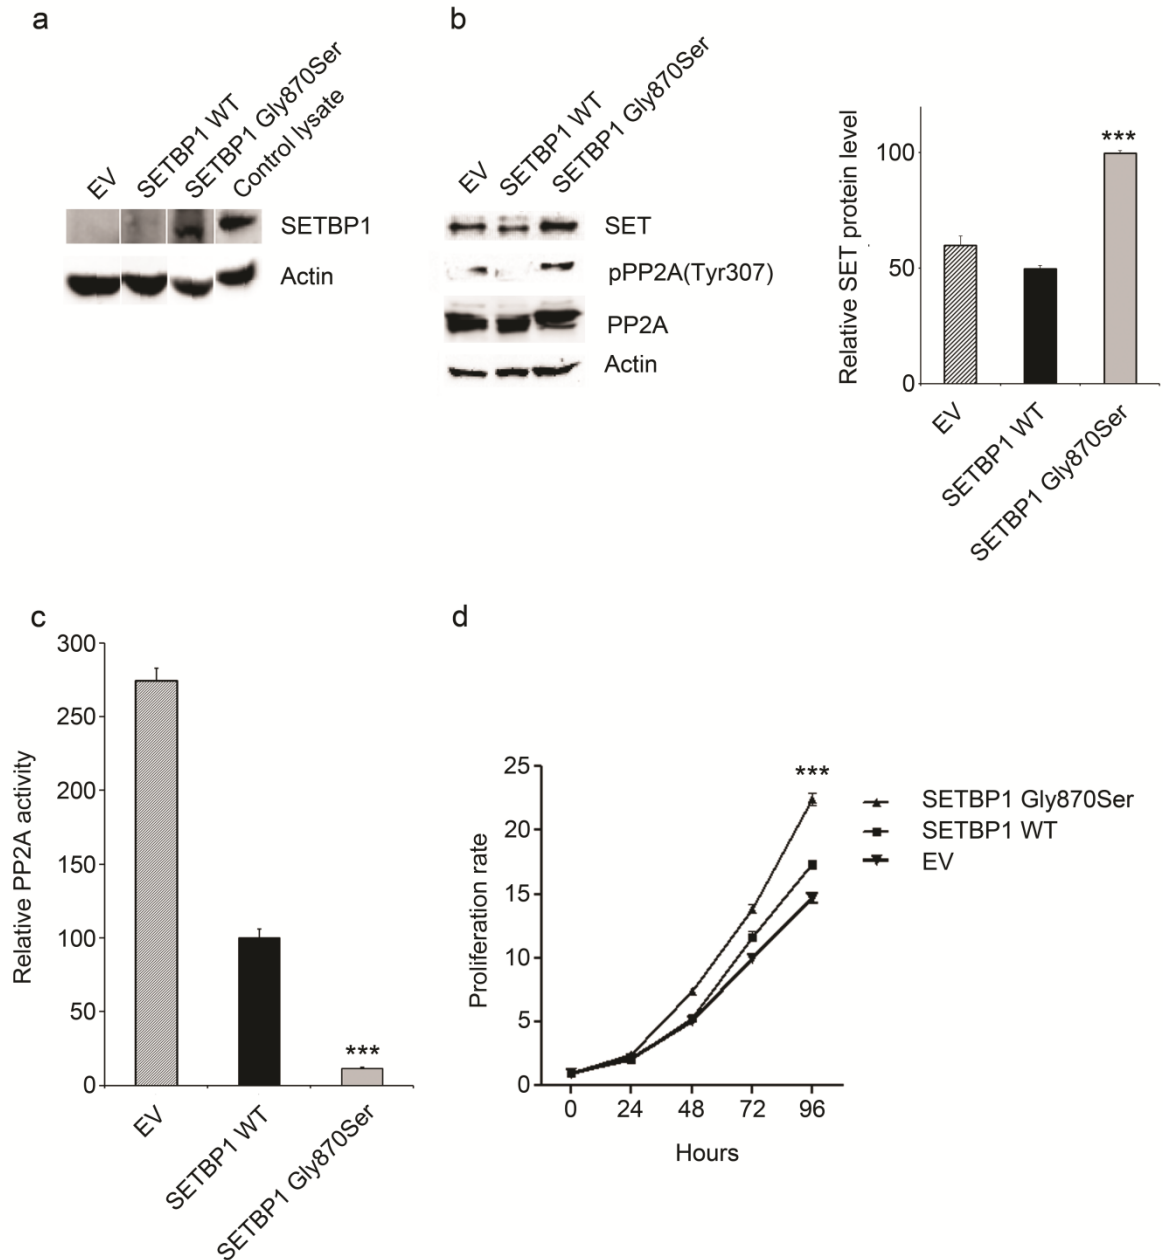 a
EV
SETBP1 WT
SETBP1 Gly870Ser
Control lysate
SETBP1
Actin
b
EV
SETBP1 WT
SETBP1 Gly870Ser
SET
pPP2A(Tyr307)
PP2A
Actin
Relative SET protein level
100
50
0
***
EV
SETBP1 WT
SETBP1 Gly870Ser
c
Relative PP2A activity
300
250
200
150
100
50
0
***
EV
SETBP1 WT
SETBP1 Gly870Ser
d
Proliferation rate
25
20
15
10
5
0
***
0 24 48 72 96
Hours
SETBP1 Gly870Ser
SETBP1 WT
EV